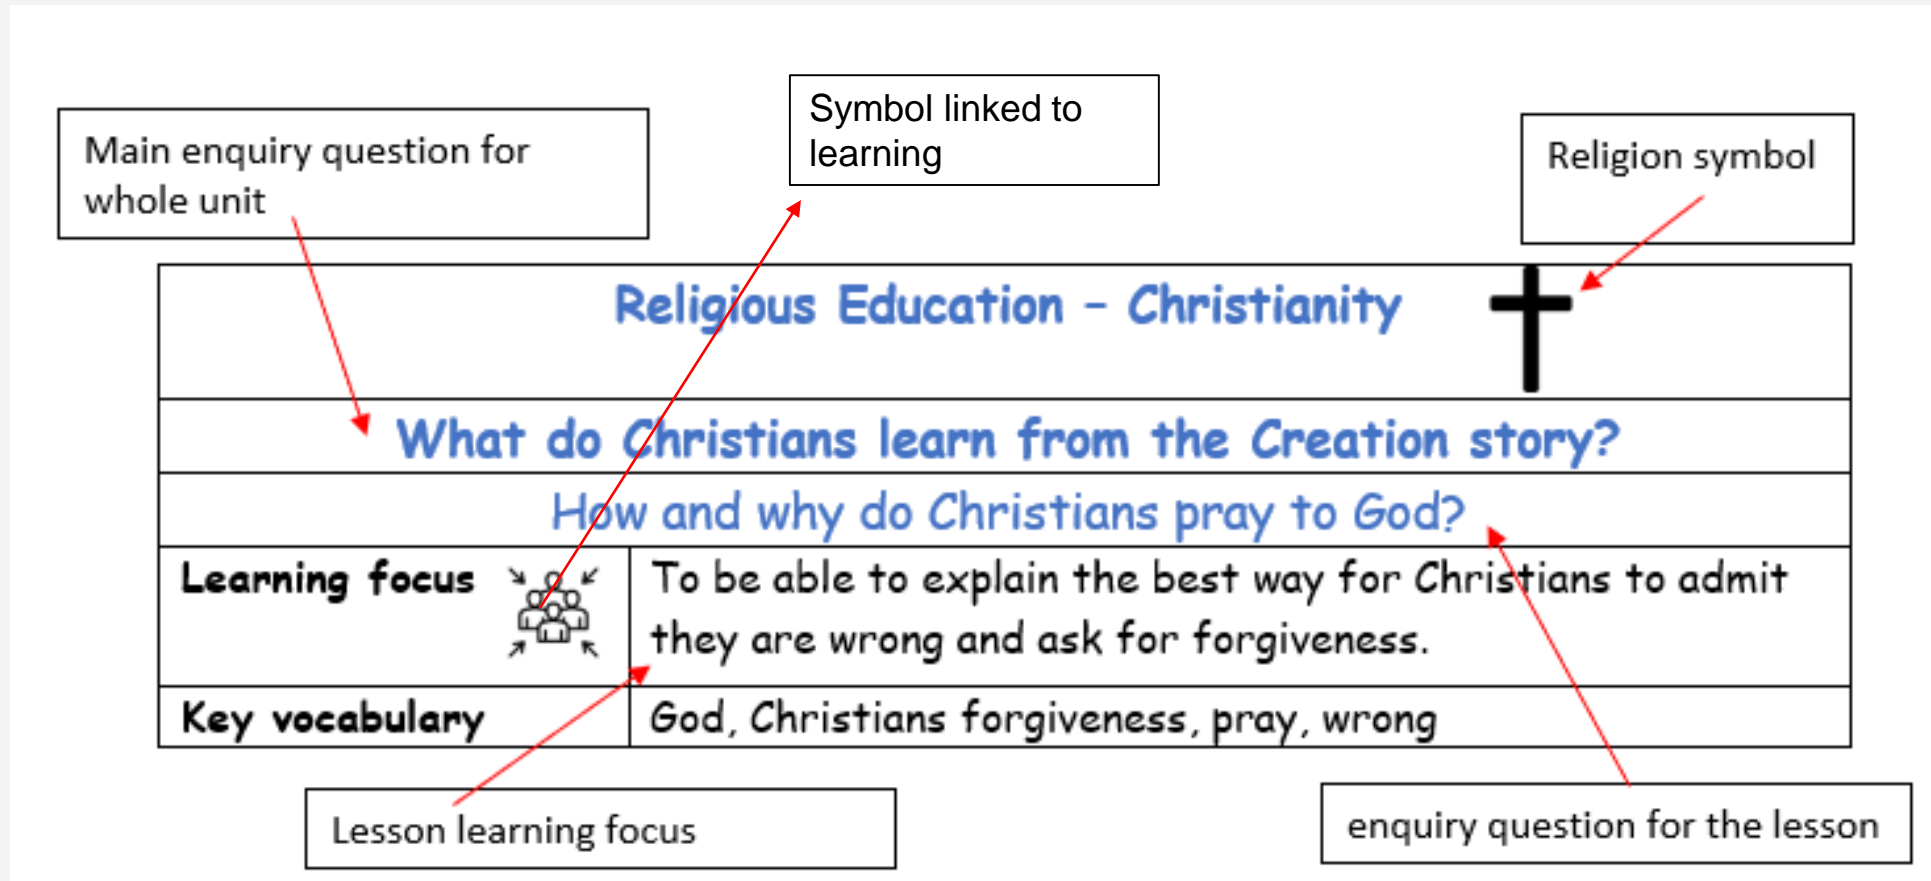 Main enquiry question for
whole unit
Symbol linked to
learning
Religion symbol
Religious Education – Christianity
What do Christians learn from the Creation story?
How and why do Christians pray to God?
Learning focus
To be able to explain the best way for Christians to admit
they are wrong and ask for forgiveness.
Key vocabulary
God, Christians forgiveness, pray, wrong
Lesson learning focus
enquiry question for the lesson